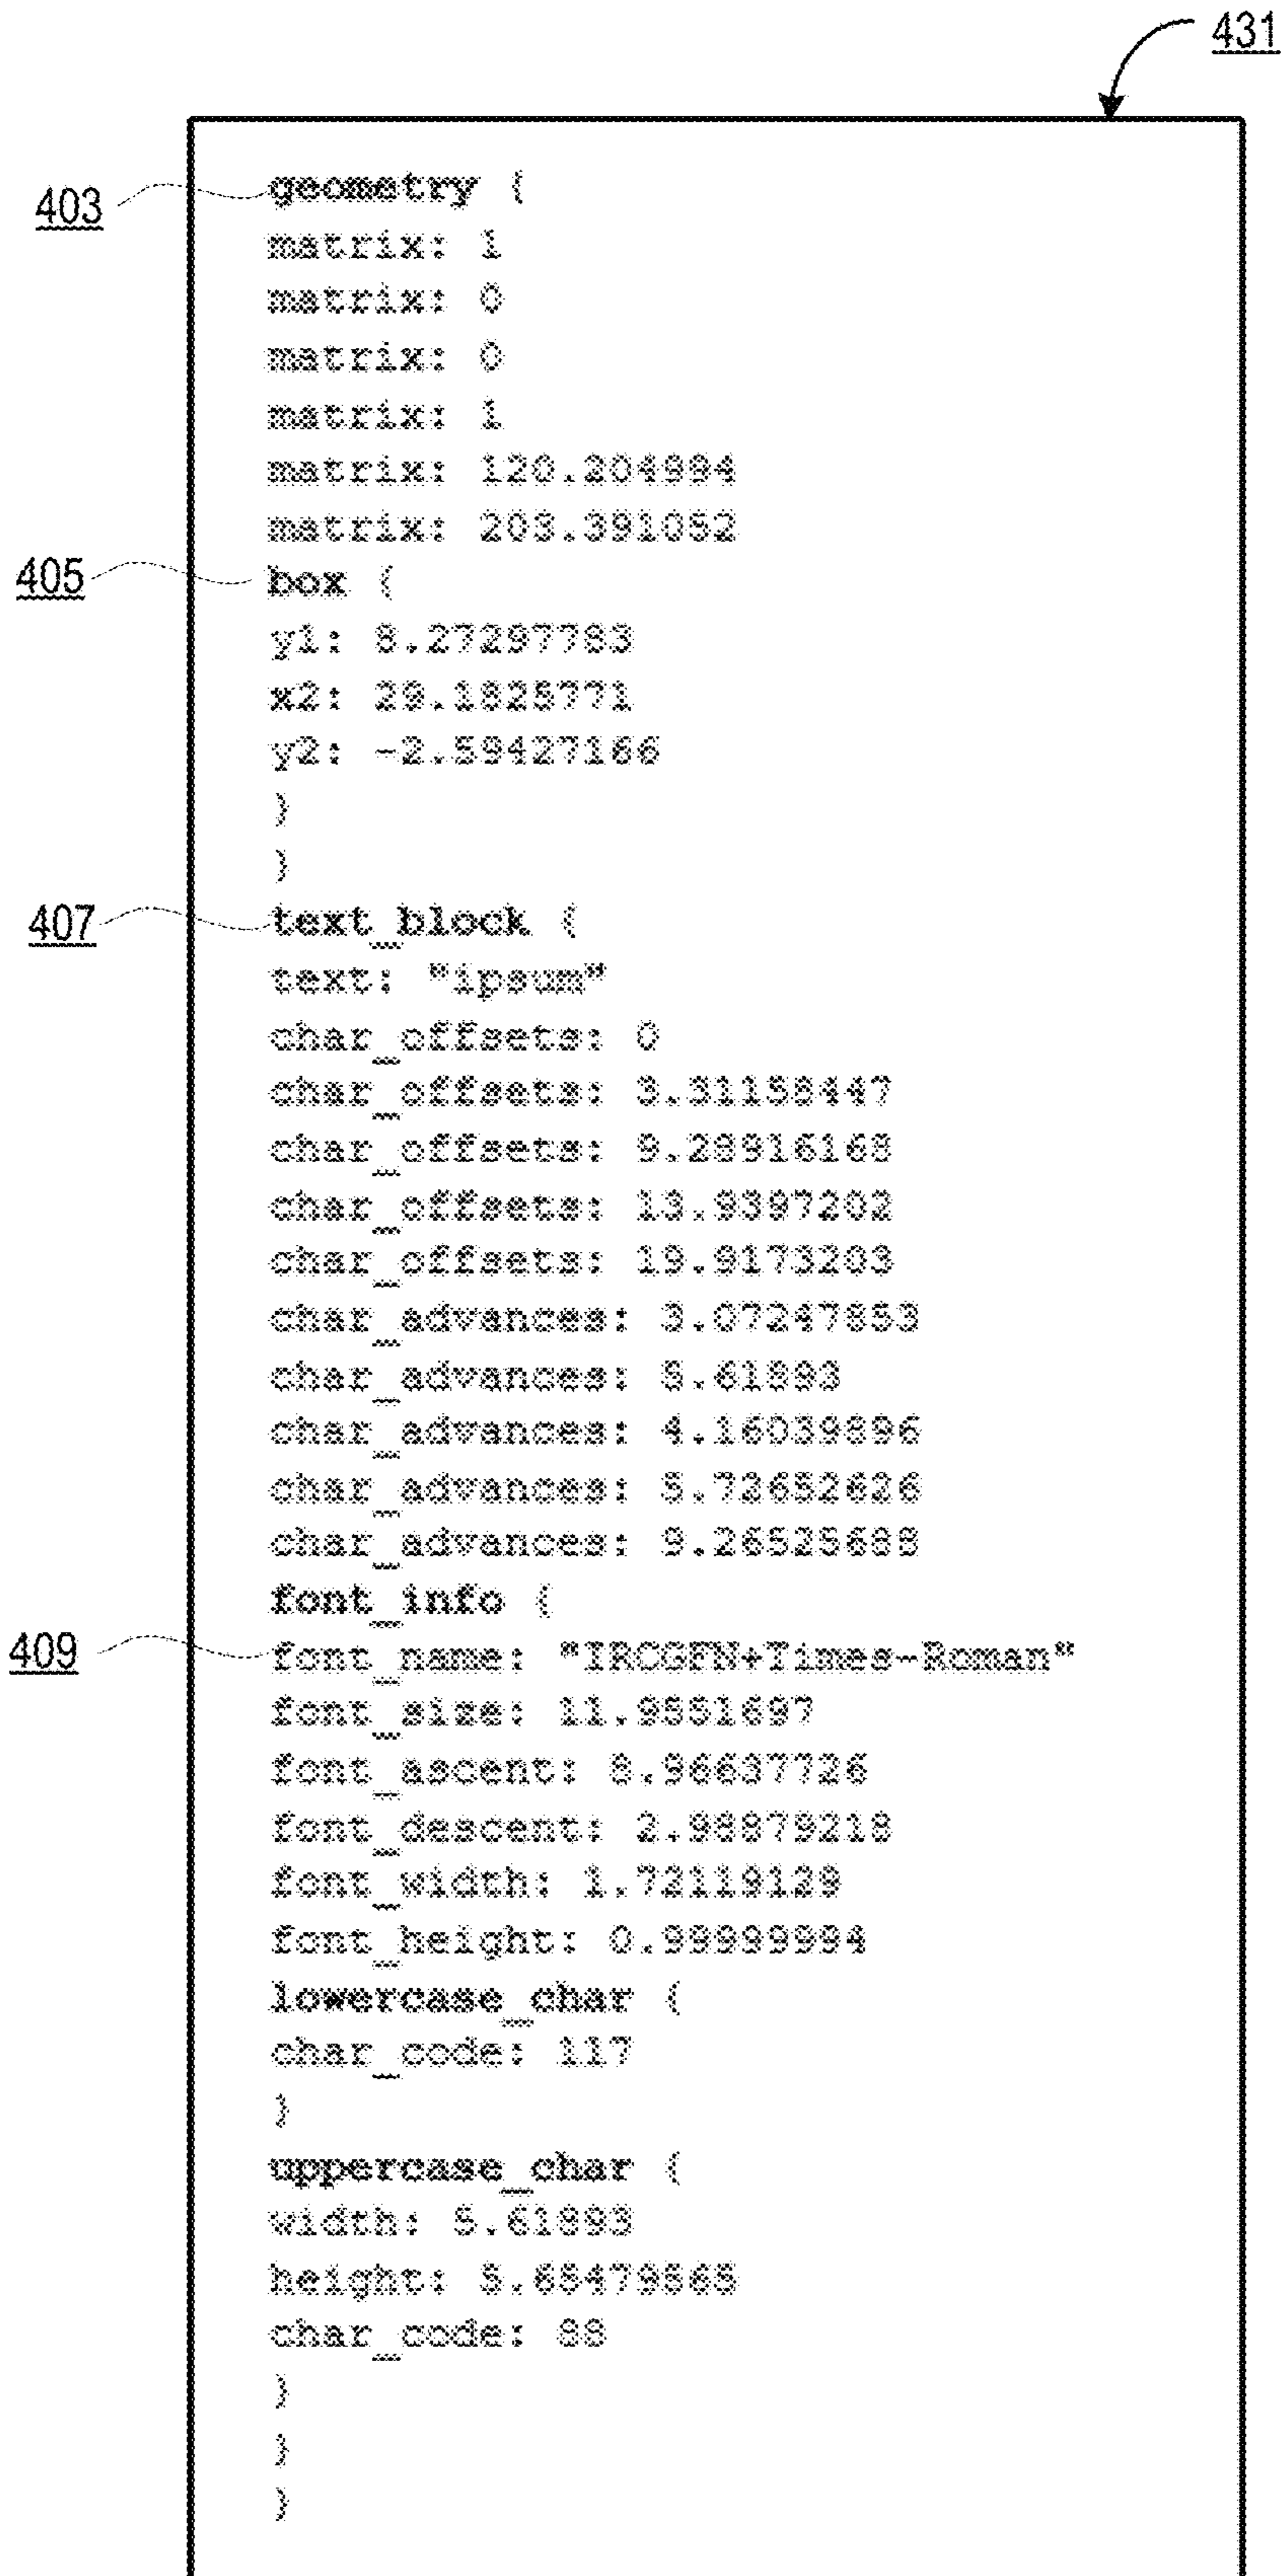 431
403
geometry {
matrix: 1
matrix: 0
matrix: 0
matrix: 1
matrix: 120.204994
matrix: 203.391052
405
box {
y1: 8.27297783
x2: 29.1825771
y2: -2.59427166
}
}
407
text_block {
text: "ipsum"
char_offsets: 0
char_offsets: 3.31158447
char_offsets: 9.28916168
char_offsets: 13.9397202
char_offsets: 19.9173203
char_advances: 3.07247853
char_advances: 5.61893
char_advances: 4.16039896
char_advances: 5.72652626
char_advances: 9.26525688
font_info {
409
font_name: "IRCGFN+Times-Roman"
font_size: 11.9551697
font_ascent: 8.96637726
font_descent: 2.98879218
font_width: 1.72119129
font_height: 0.99999994
lowercase_char {
char_code: 117
}
uppercase_char {
width: 5.61893
height: 5.65479565
char_code: 88
}
}
}